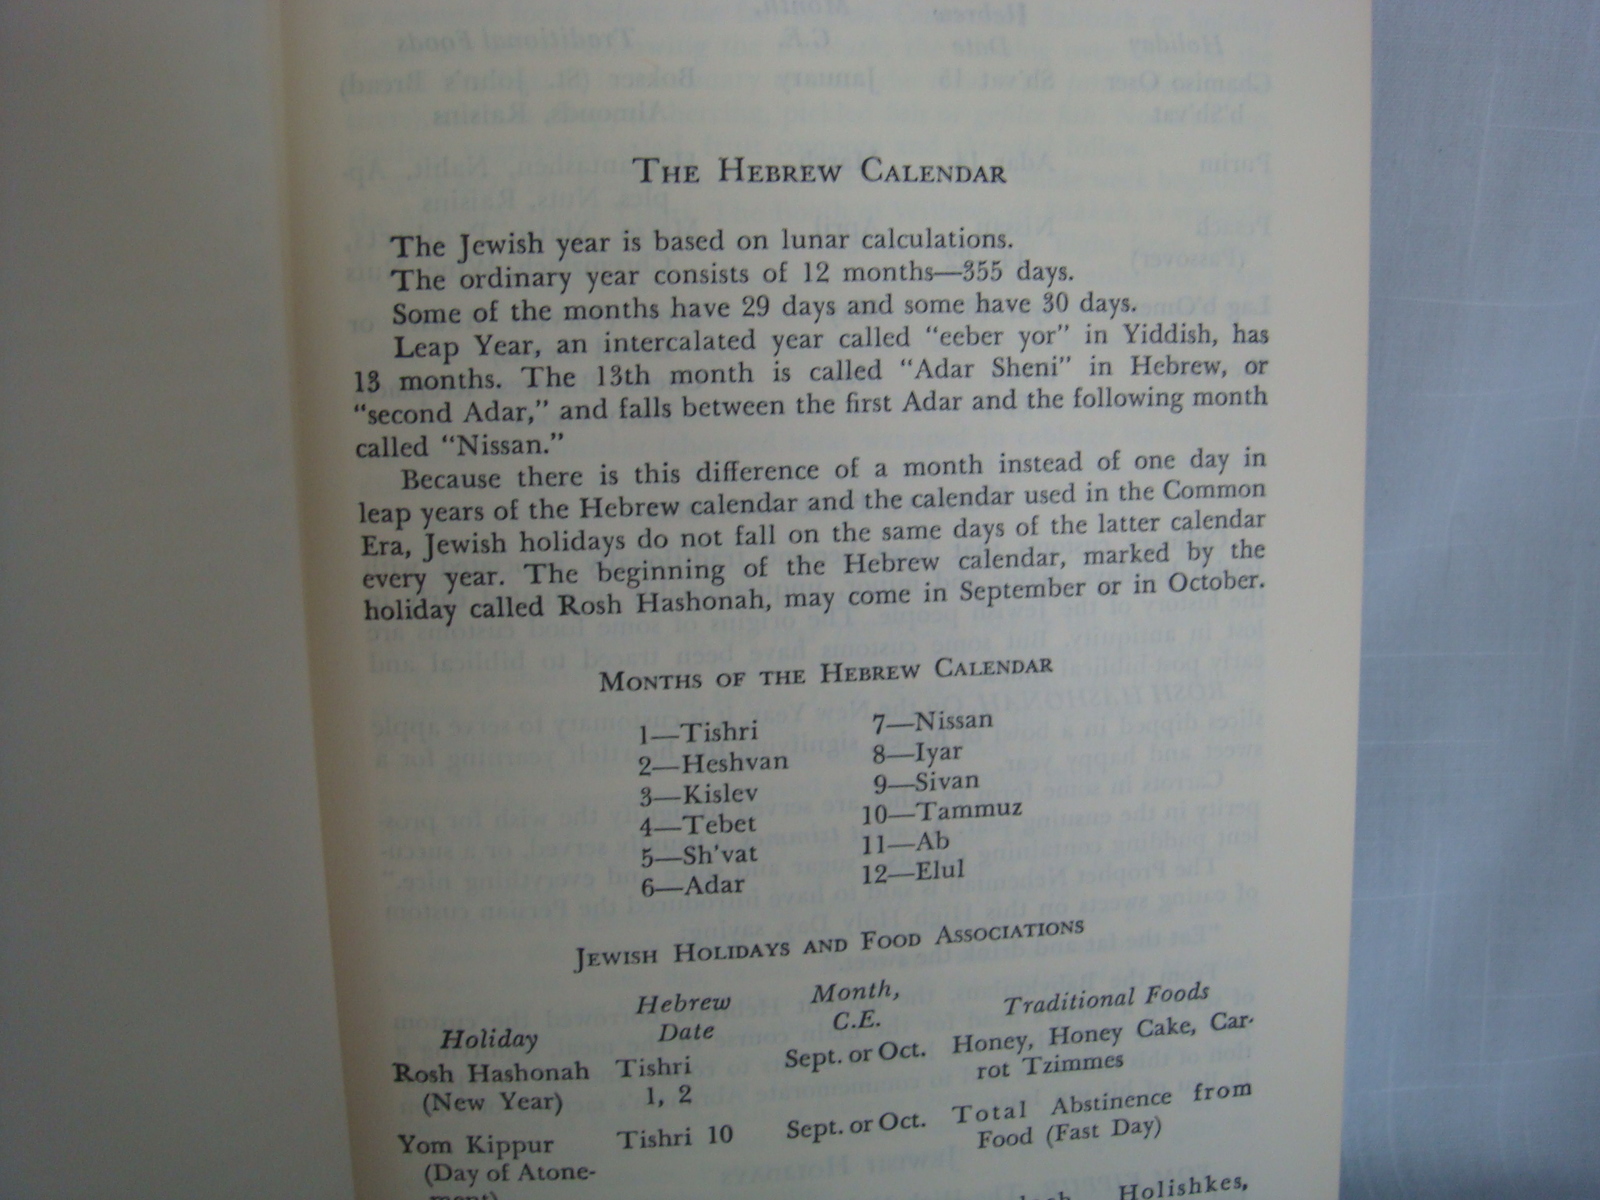 THE HEBREW CALENDAR
The Jewish year is based on lunar calculations.
The ordinary year consists of 12 months—355 days.
Some of the months have 29 days and some have 30 days.
Leap Year, an intercalated year called "eeber yor" in Yiddish, has
13 months. The 13th month is called "Adar Sheni" in Hebrew, or
"second Adar," and falls between the first Adar and the following month
called "Nissan."
Because there is this difference of a month instead of one day in
leap years of the Hebrew calendar and the calendar used in the Common
Era, Jewish holidays do not fall on the same days of the latter calendar
every year. The beginning of the Hebrew calendar, marked by the
holiday called Rosh Hashonah, may come in September or in October.
MONTHS OF THE HEBREW CALENDAR
1—Tishri
2—Heshvan
3—Kislev
4—Tebet
5—Sh'vat
6—Adar
7—Nissan
8—Iyar
9—Sivan
10—Tammuz
11—Ab
12—Elul
JEWISH HOLIDAYS AND FOOD ASSOCIATIONS
Holiday Hebrew Date Month, C.E. Traditional Foods
Rosh Hashonah Tishri Sept. or Oct. Honey, Honey Cake, Car-
(New Year) 1, 2 rot Tzimmes
Yom Kippur Tishri 10 Sept. or Oct. Total Abstinence from
(Day of Atone- Food (Fast Day)
ment)
Holishkes,